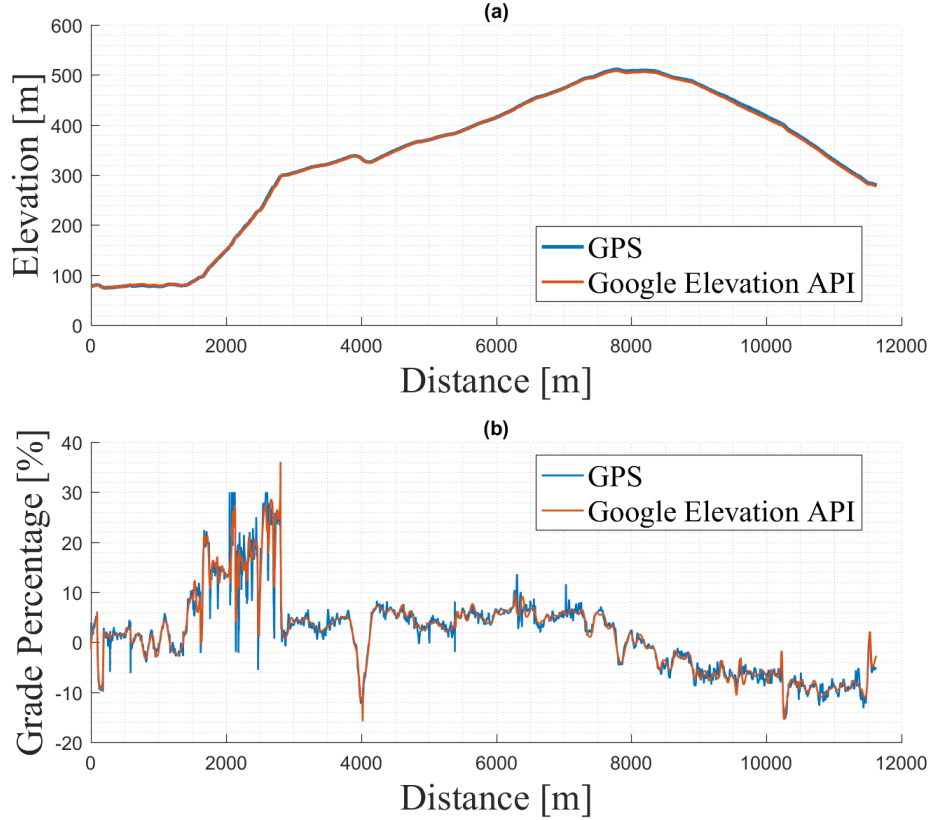 (a)
600
500
400
300
200
100
0
Elevation [m]
GPS
Google Elevation API
0 2000 4000 6000 8000 10000 12000
Distance [m]
(b)
40
30
20
10
0
-10
-20
Grade Percentage [%]
GPS
Google Elevation API
0 2000 4000 6000 8000 10000 12000
Distance [m]